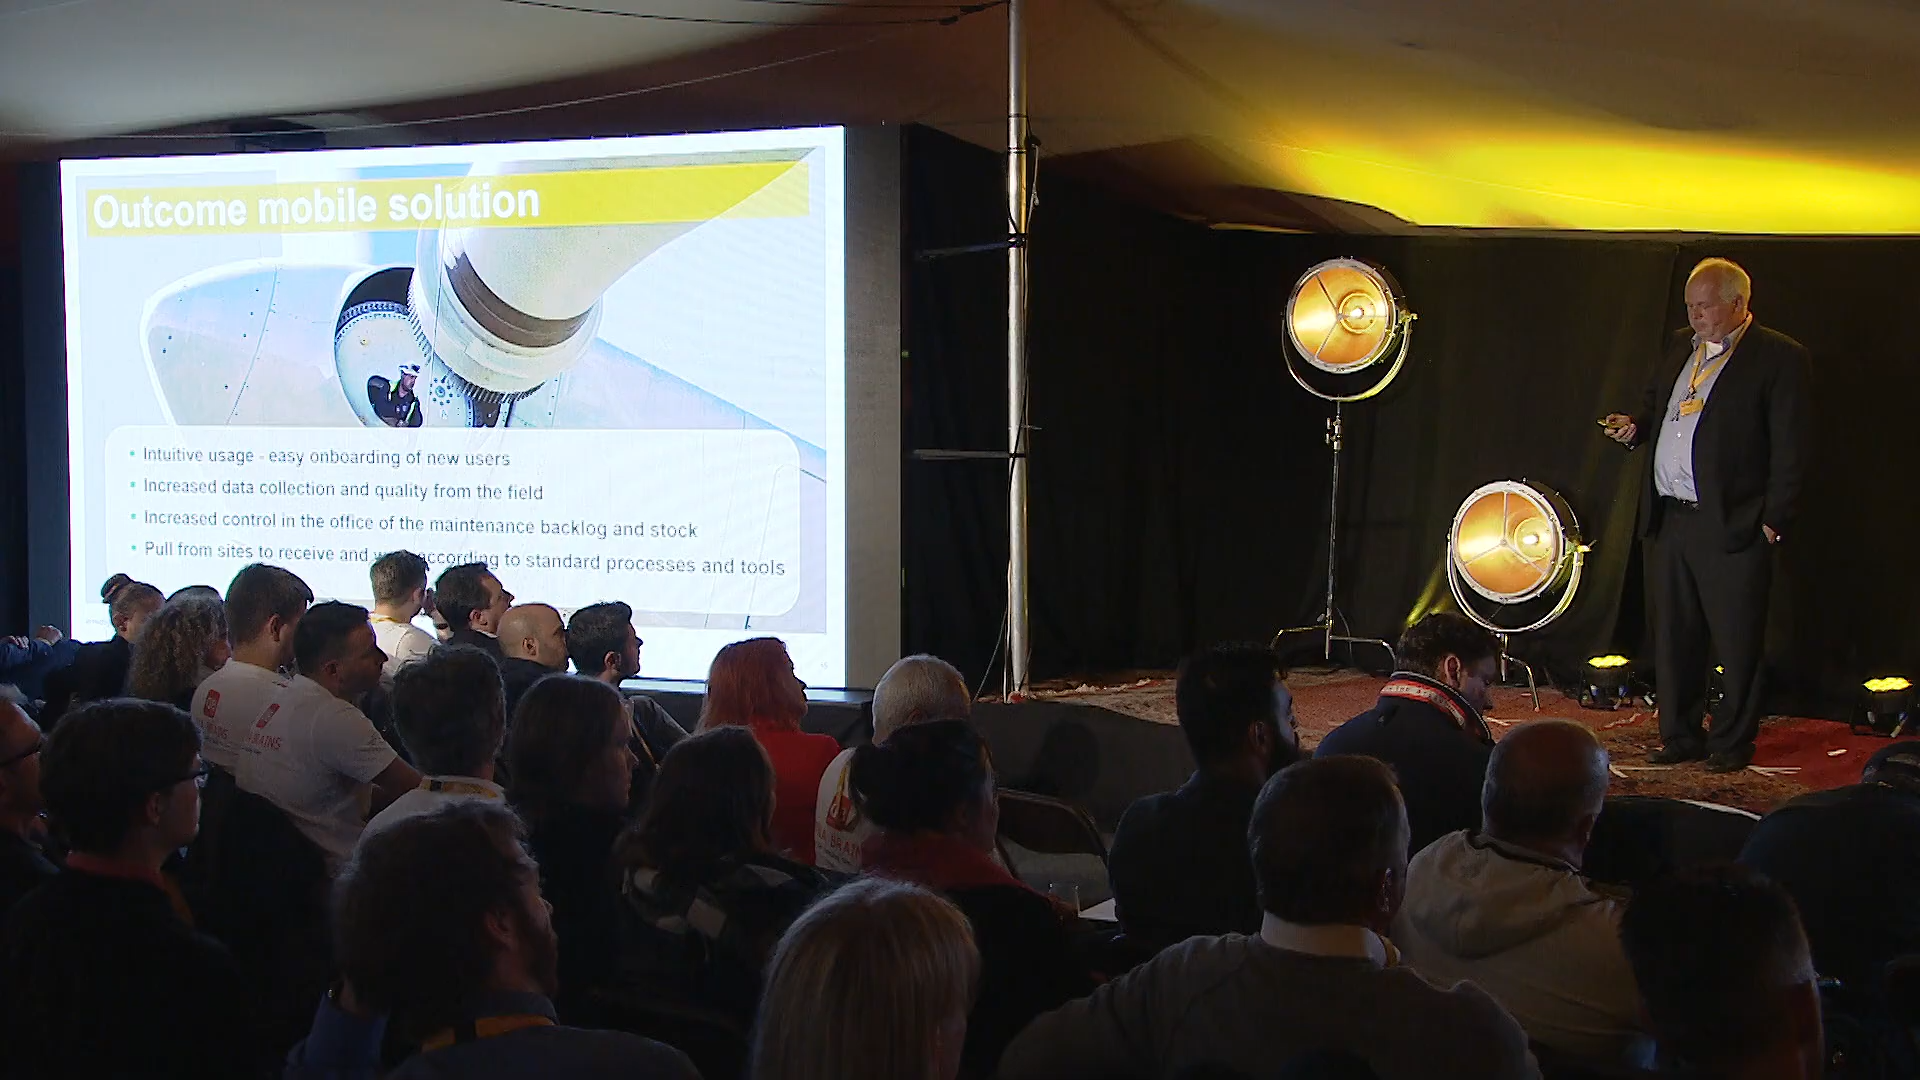 Outcome mobile solution
• Intuitive usage - easy onboarding of new users
• Increased data collection and quality from the field
• Increased control in the office of the maintenance backlog and stock
• Pull from sites to receive and according to standard processes and tools